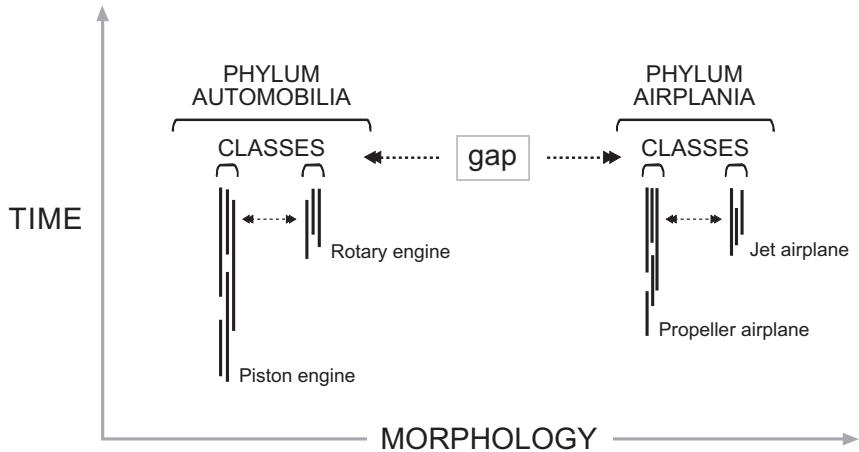 PHYLUM
AUTOMOBILIA
PHYLUM
AIRPLANIA
CLASSES
gap
CLASSES
TIME
Rotary engine
Jet airplane
Propeller airplane
Piston engine
MORPHOLOGY